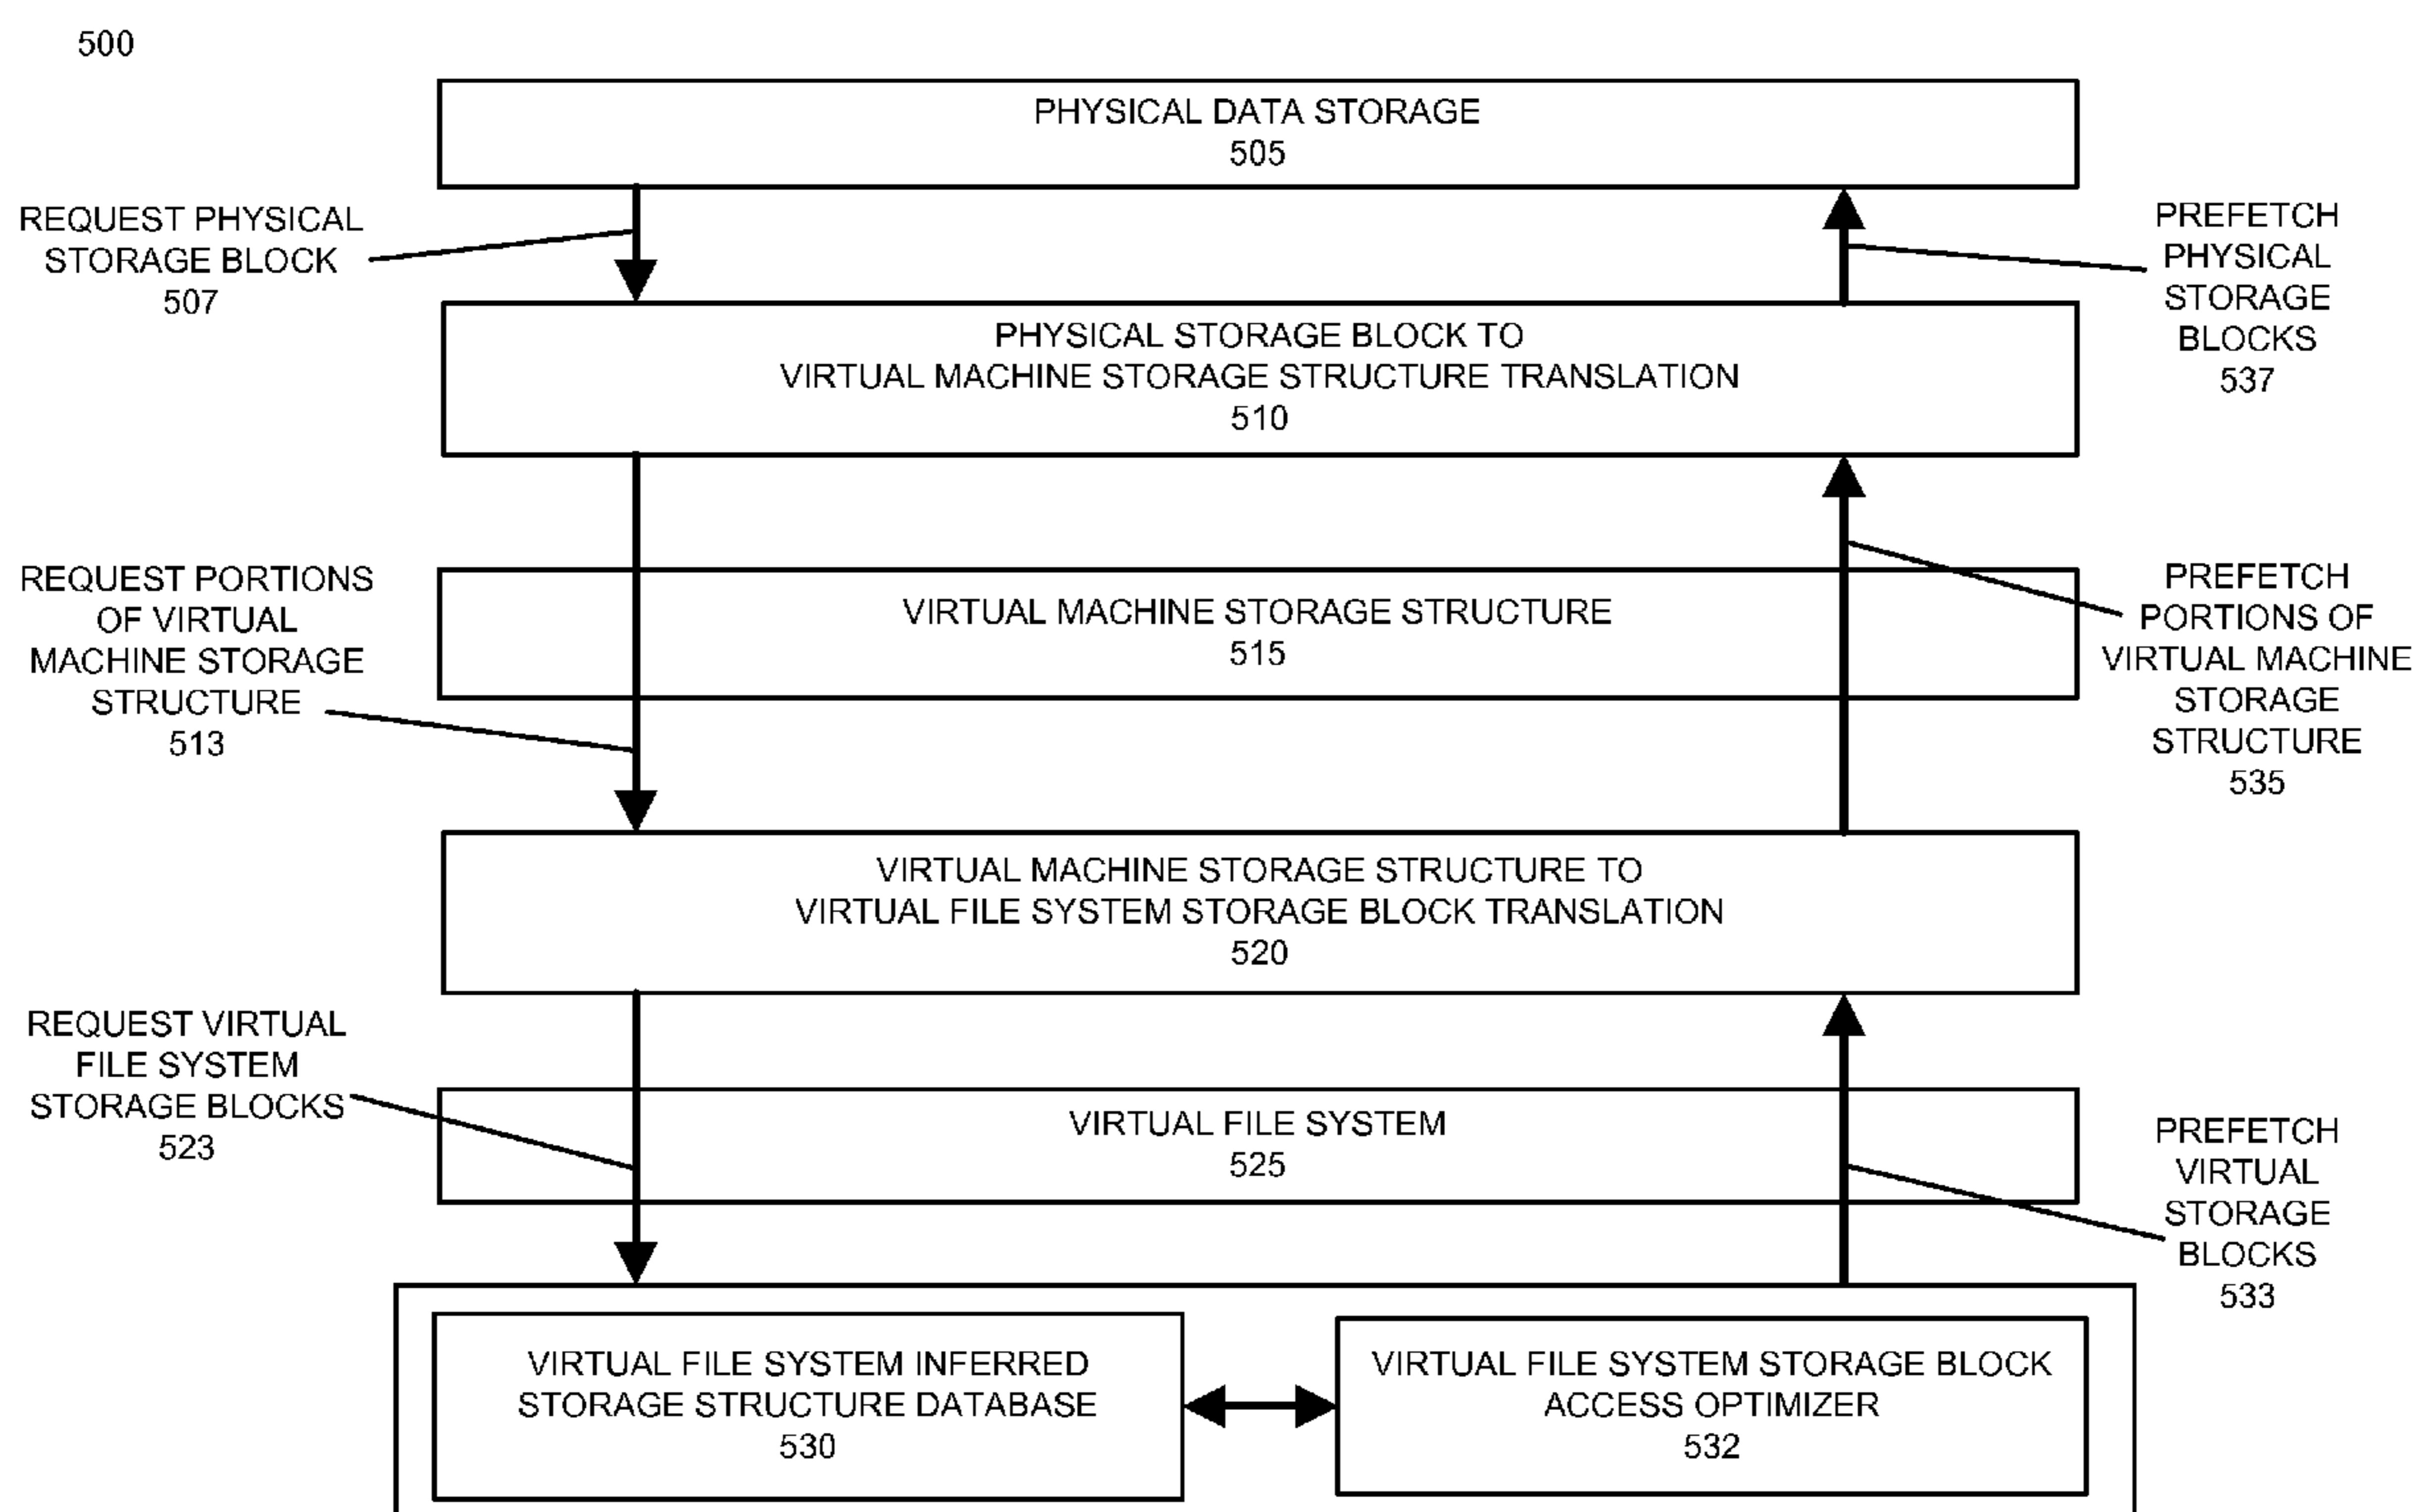 500
PHYSICAL DATA STORAGE
505
REQUEST PHYSICAL
STORAGE BLOCK
507
PREFETCH
PHYSICAL
STORAGE
BLOCKS
537
PHYSICAL STORAGE BLOCK TO
VIRTUAL MACHINE STORAGE STRUCTURE TRANSLATION
510
REQUEST PORTIONS
OF VIRTUAL
MACHINE STORAGE
STRUCTURE
513
VIRTUAL MACHINE STORAGE STRUCTURE
515
PREFETCH
PORTIONS OF
VIRTUAL MACHINE
STORAGE
STRUCTURE
535
VIRTUAL MACHINE STORAGE STRUCTURE TO
VIRTUAL FILE SYSTEM STORAGE BLOCK TRANSLATION
520
REQUEST VIRTUAL
FILE SYSTEM
STORAGE BLOCKS
523
VIRTUAL FILE SYSTEM
525
PREFETCH
VIRTUAL
STORAGE
BLOCKS
533
VIRTUAL FILE SYSTEM INFERRED
STORAGE STRUCTURE DATABASE
530
VIRTUAL FILE SYSTEM STORAGE BLOCK
ACCESS OPTIMIZER
532